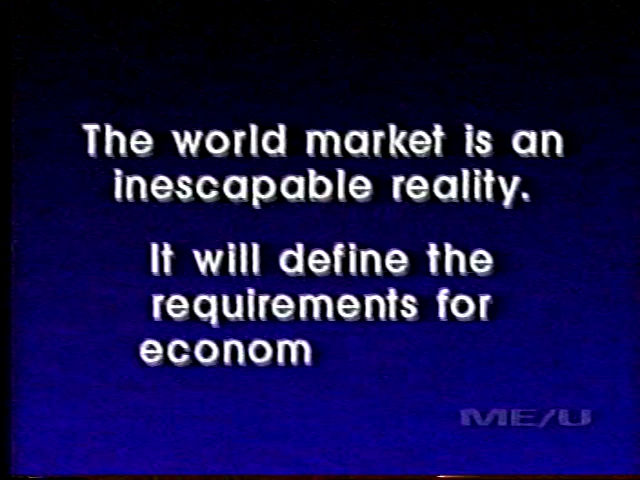 The world market is an
inescapable reality.
It will define the
requirements for
econom
ME/U